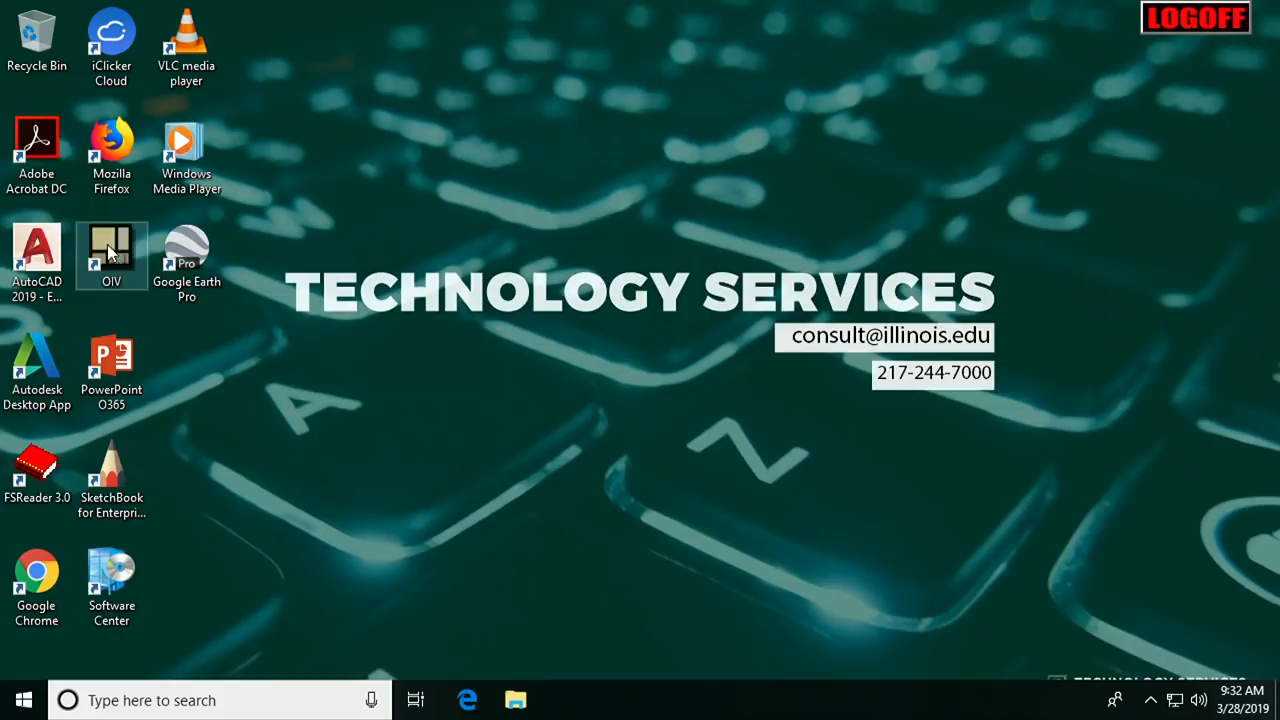 LOGOFF
Recycle Bin
iClicker
Cloud
VLC media
player
Adobe
Acrobat DC
Mozilla
Firefox
Windows
Media Player
AutoCAD
2019 - E...
OIV
Pro
Google Earth
Pro
TECHNOLOGY SERVICES
consult@illinois.edu
217-244-7000
Autodesk
Desktop App
PowerPoint
O365
FSReader 3.0
SketchBook
for Enterpri...
Google
Chrome
Software
Center
A
N
W
TECHNOLOGY SERVICES
Type here to search
9:32 AM
3/28/2019